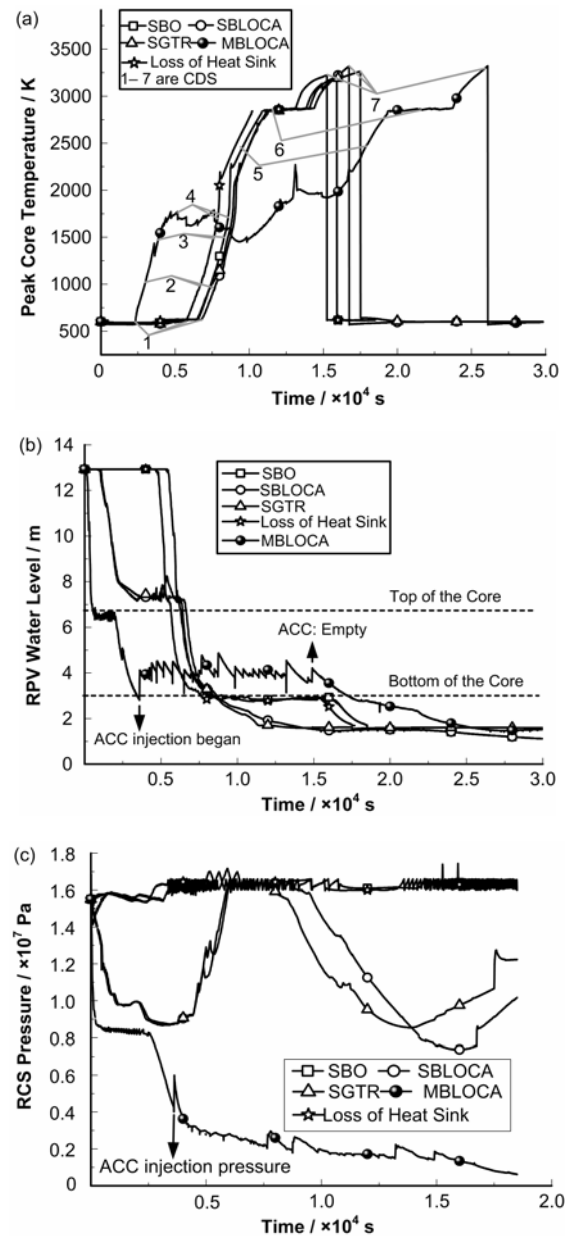 (a)
SBO SBLOCA
SGTR MBLOCA
Loss of Heat Sink
1– 7 are CDS
3500
3000
2500
2000
1500
1000
500
Peak Core Temperature / K
7
6
5
4
3
2
1
0 0.5 1.0 1.5 2.0 2.5 3.0
Time / ×10⁴ s
(b)
14
12
10
8
6
4
2
0
RPV Water Level / m
SBO
SBLOCA
SGTR
Loss of Heat Sink
MBLOCA
Top of the Core
ACC: Empty
Bottom of the Core
ACC injection began
0 0.5 1.0 1.5 2.0 2.5 3.0
Time / ×10⁴ s
(c)
1.8
1.6
1.4
1.2
1.0
0.8
0.6
0.4
0.2
0
RCS Pressure / ×10⁷ Pa
SBO SBLOCA
SGTR MBLOCA
Loss of Heat Sink
ACC injection pressure
0.5 1.0 1.5 2.0
Time / ×10⁴ s